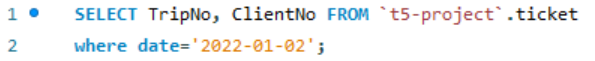 1 SELECT TripNo, ClientNo FROM `t5-project`.ticket
2 where date='2022-01-02';